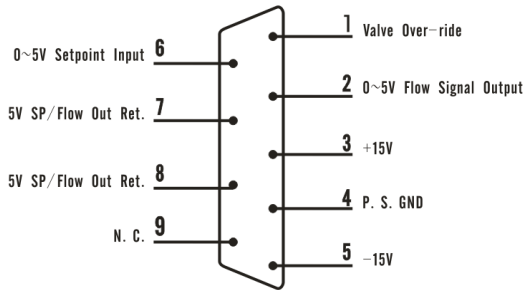 1 Valve Over-ride
6 0~5V Setpoint Input
2 0~5V Flow Signal Output
7 5V SP/Flow Out Ret.
3 +15V
8 5V SP/Flow Out Ret.
4 P. S. GND
9 N. C.
5 -15V